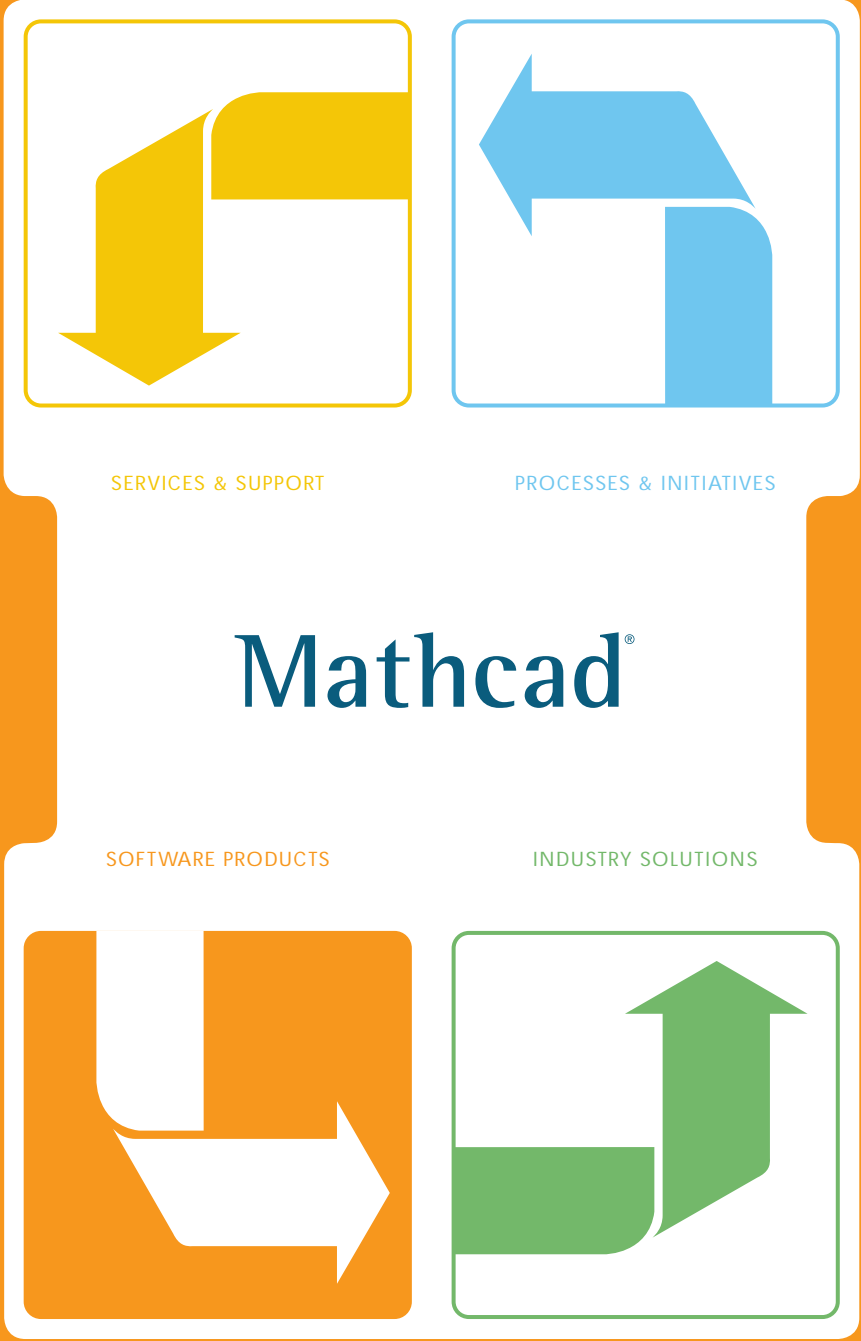 SERVICES & SUPPORT
PROCESSES & INITIATIVES
Mathcad®
SOFTWARE PRODUCTS
INDUSTRY SOLUTIONS